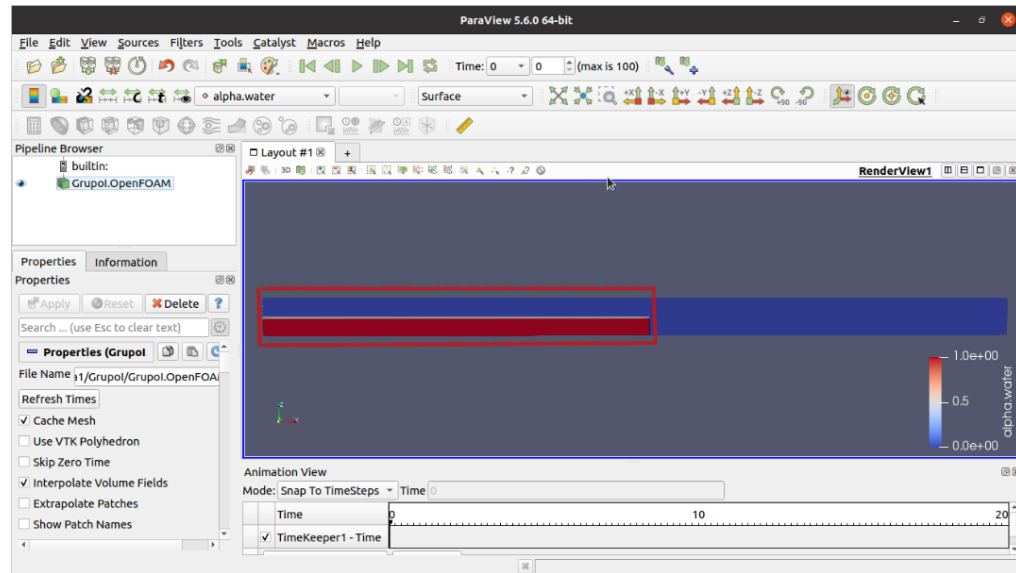 ParaView 5.6.0 64-bit
File Edit View Sources Filters Tools Catalyst Macros Help
Time: 0 0 (max is 100)
alpha.water Surface +X -X +Y -Y +Z -Z +90 -90
Pipeline Browser
builtin:
GrupoI.OpenFOAM
Layout #1 +
3D
RenderView1
Properties Information
Properties
Apply Reset Delete ?
Search ... (use Esc to clear text)
Properties (GrupoI
File Name a1/GrupoI/GrupoI.OpenFOA
Refresh Times
Cache Mesh
Use VTK Polyhedron
Skip Zero Time
Interpolate Volume Fields
Extrapolate Patches
Show Patch Names
1.0e+00
0.5
0.0e+00
alpha.water
z
x
Animation View
Mode: Snap To TimeSteps Time 0
Time 0 10 20
TimeKeeper1 - Time